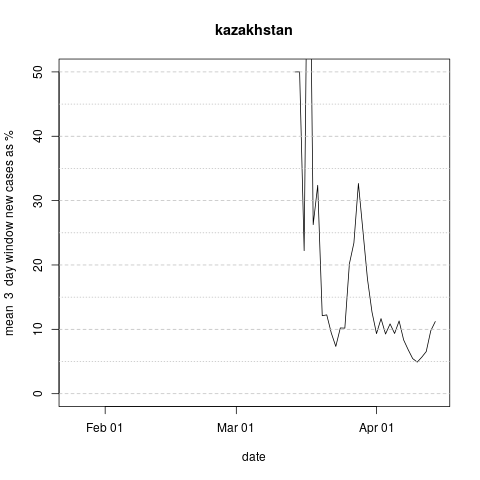 kazakhstan
mean 3 day window new cases as %
50
40
30
20
10
0
Feb 01
Mar 01
Apr 01
date